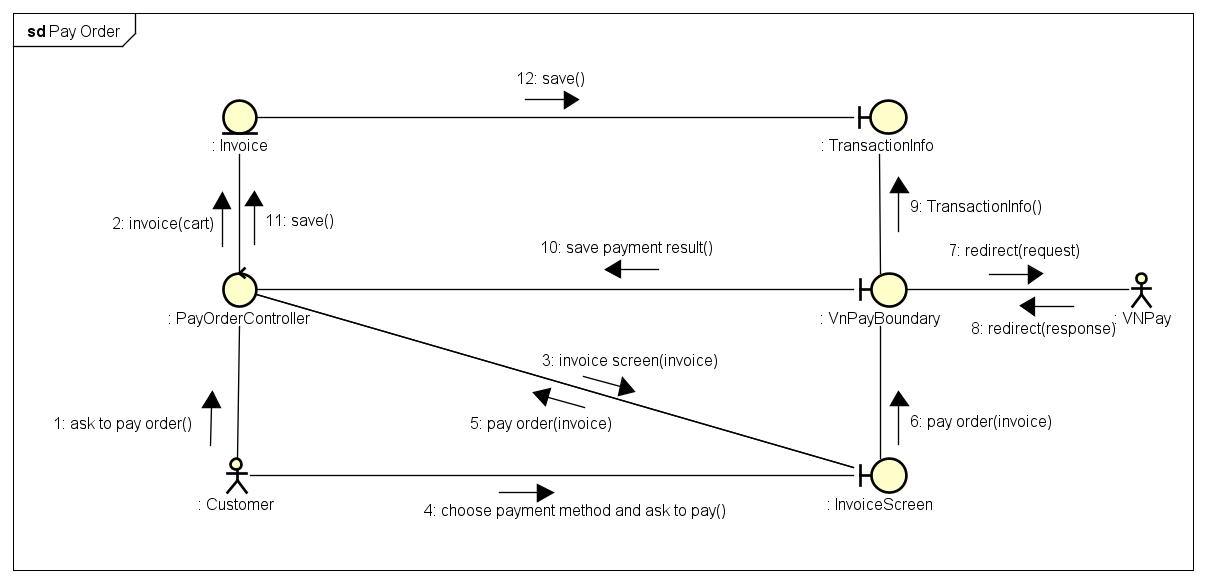 sd Pay Order
12: save()
: Invoice
: TransactionInfo
2: invoice(cart)
11: save()
9: TransactionInfo()
10: save payment result()
7: redirect(request)
: PayOrderController
: VnPayBoundary
: VNPay
8: redirect(response)
3: invoice screen(invoice)
1: ask to pay order()
5: pay order(invoice)
6: pay order(invoice)
: Customer
: InvoiceScreen
4: choose payment method and ask to pay()